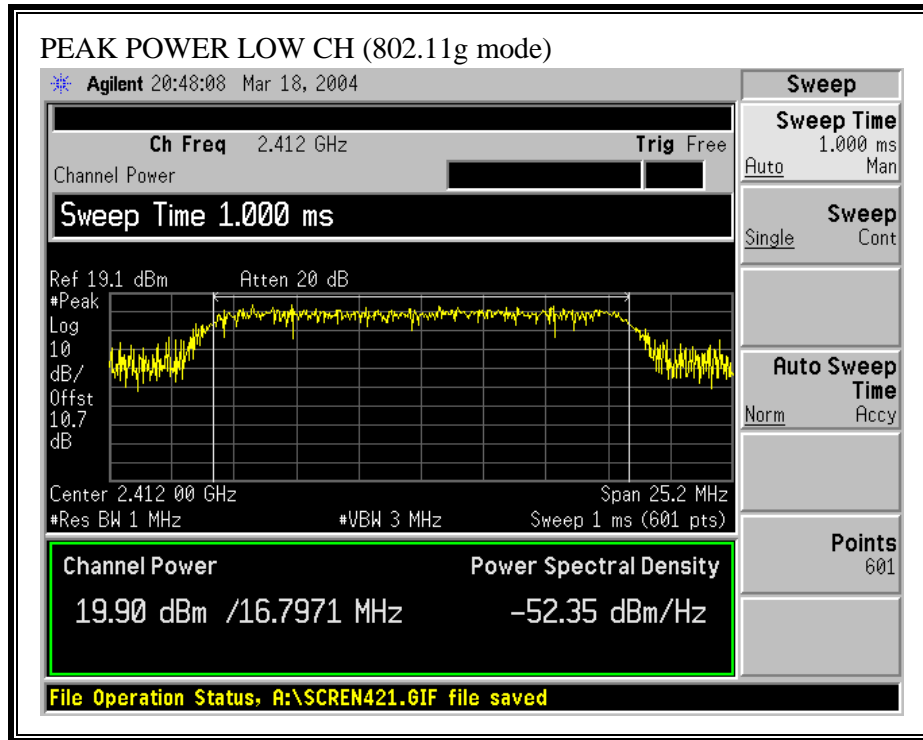 PEAK POWER LOW CH (802.11g mode)
Agilent 20:48:08 Mar 18, 2004
Sweep
Ch Freq 2.412 GHz Trig Free
Channel Power
Sweep Time 1.000 ms
Ref 19.1 dBm Atten 20 dB
#Peak
Log
10
dB/
Offst
10.7
dB
Center 2.412 00 GHz Span 25.2 MHz
#Res BW 1 MHz #VBW 3 MHz Sweep 1 ms (601 pts)
Channel Power Power Spectral Density
19.90 dBm /16.7971 MHz -52.35 dBm/Hz
File Operation Status, A:\SCREN421.GIF file saved
Sweep Time
1.000 ms
Auto Man
Sweep
Single Cont
Auto Sweep
Time
Norm Accy
Points
601